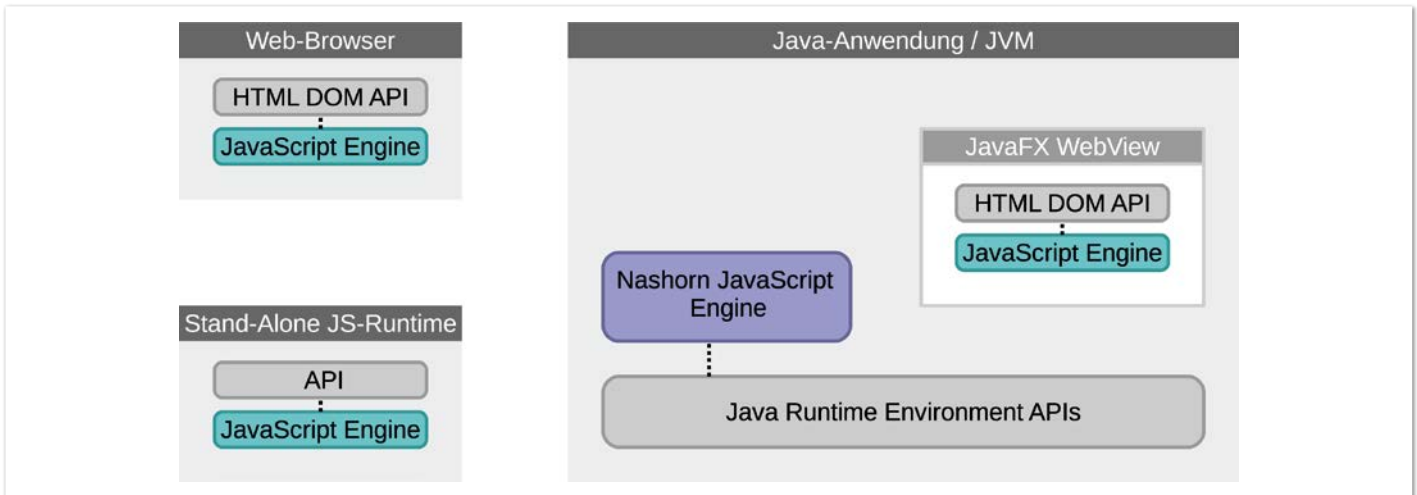 Web-Browser
HTML DOM API
JavaScript Engine
Stand-Alone JS-Runtime
API
JavaScript Engine
Java-Anwendung / JVM
JavaFX WebView
HTML DOM API
JavaScript Engine
Nashorn JavaScript
Engine
Java Runtime Environment APIs